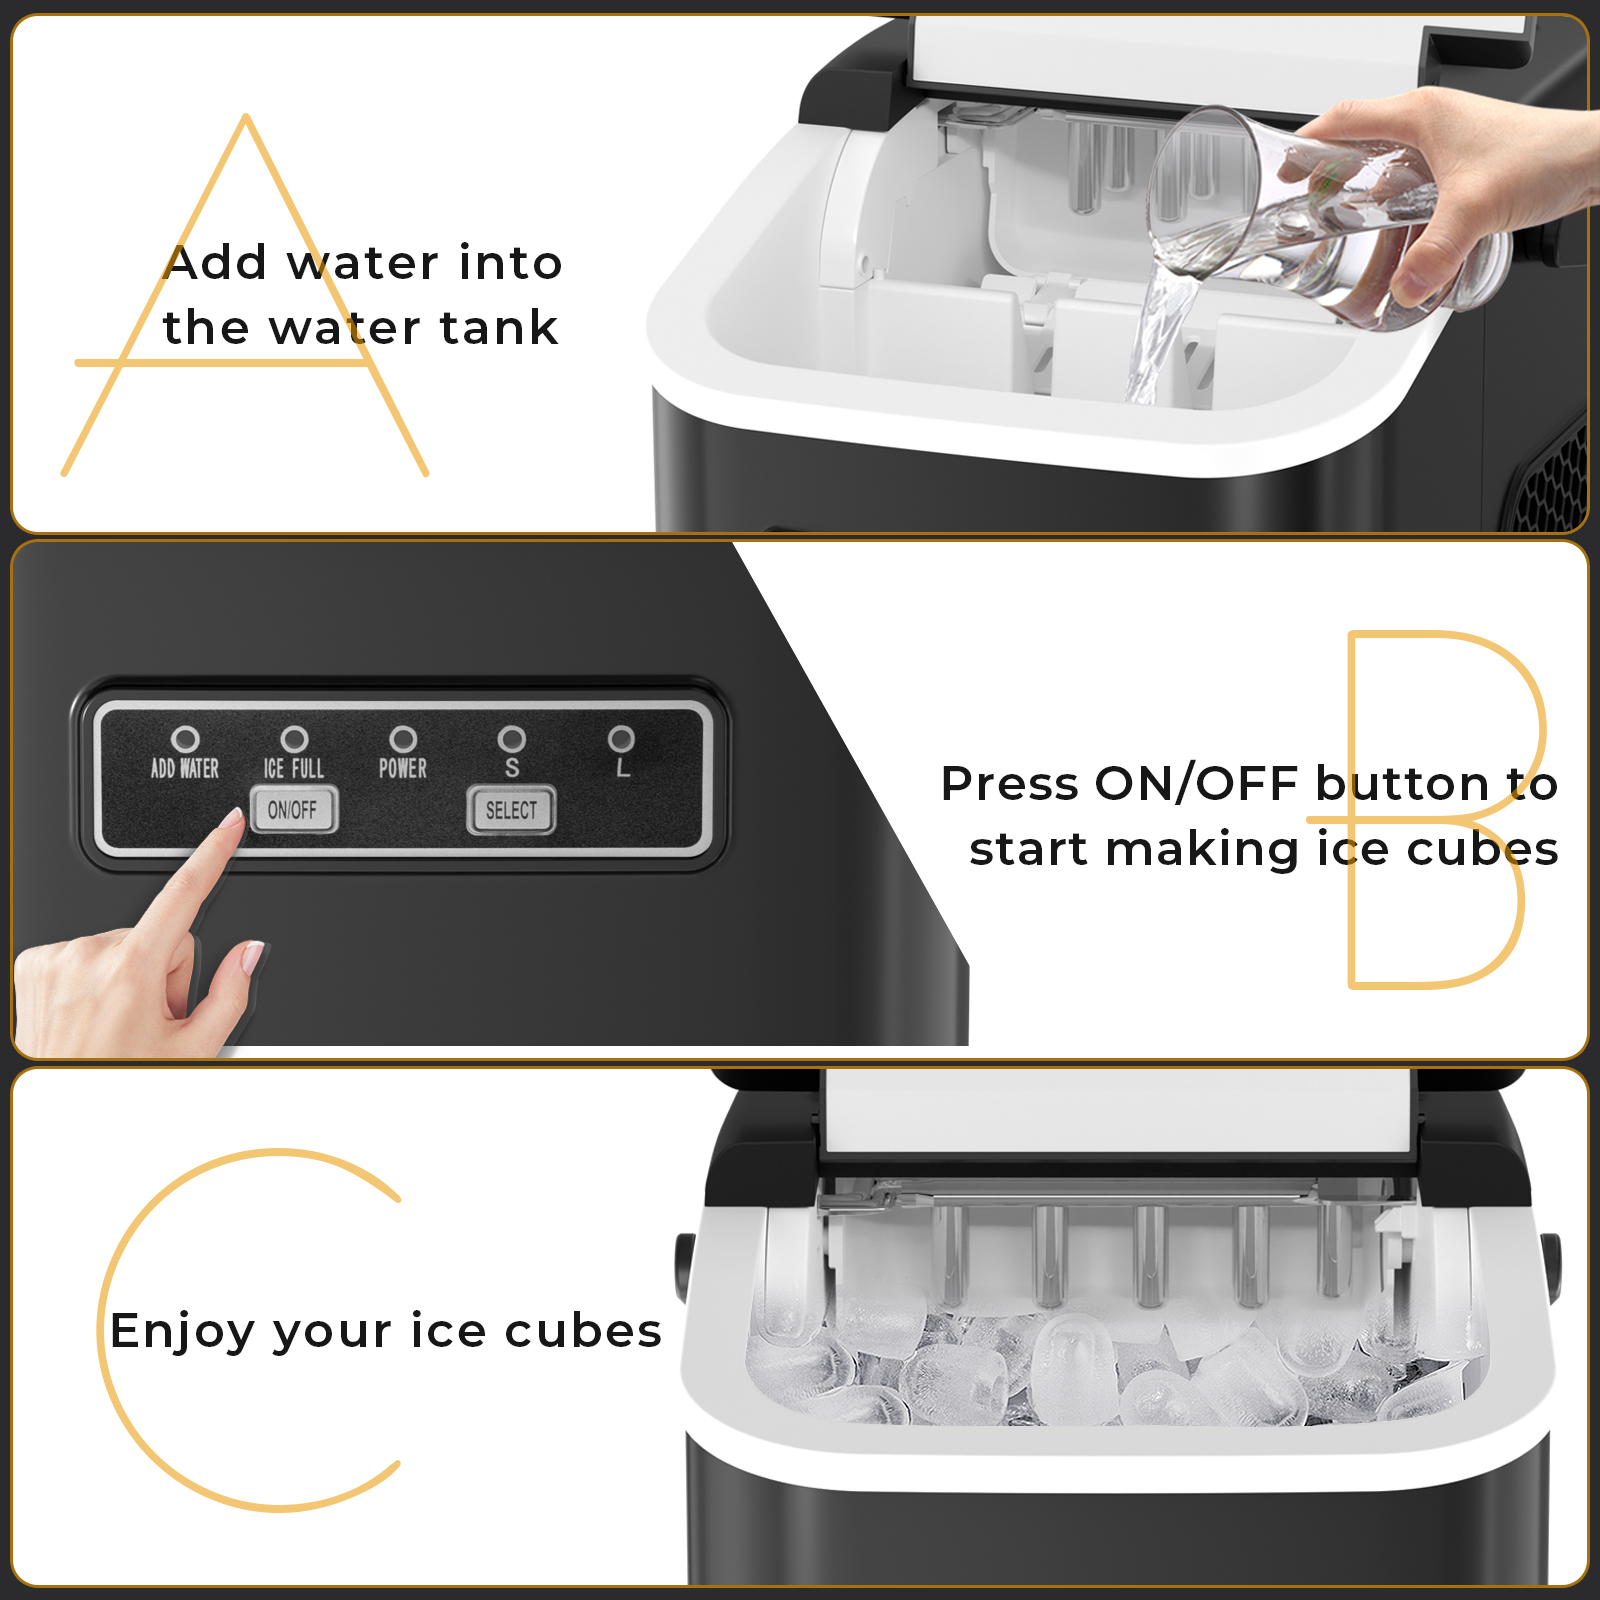 A
Add water into
the water tank
ADD WATER
ICE FULL
POWER
S
L
ON/OFF
SELECT
B
Press ON/OFF button to
start making ice cubes
C
Enjoy your ice cubes